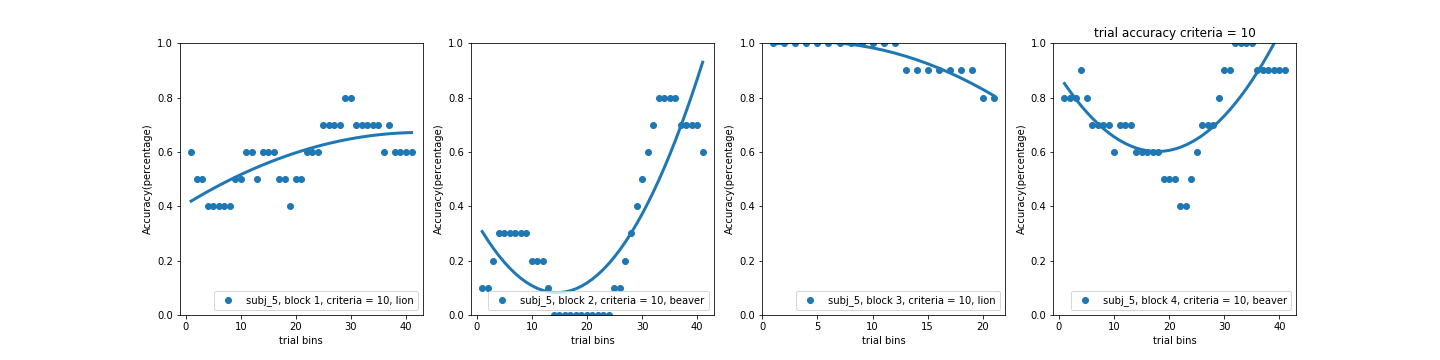 trial accuracy criteria = 10
Accuracy(percentage)
1.0
0.8
0.6
0.4
0.2
0.0
subj_5, block 1, criteria = 10, lion
0 10 20 30 40
trial bins
Accuracy(percentage)
1.0
0.8
0.6
0.4
0.2
0.0
subj_5, block 2, criteria = 10, beaver
0 10 20 30 40
trial bins
Accuracy(percentage)
1.0
0.8
0.6
0.4
0.2
0.0
subj_5, block 3, criteria = 10, lion
0 5 10 15 20
trial bins
Accuracy(percentage)
1.0
0.8
0.6
0.4
0.2
0.0
subj_5, block 4, criteria = 10, beaver
0 10 20 30 40
trial bins